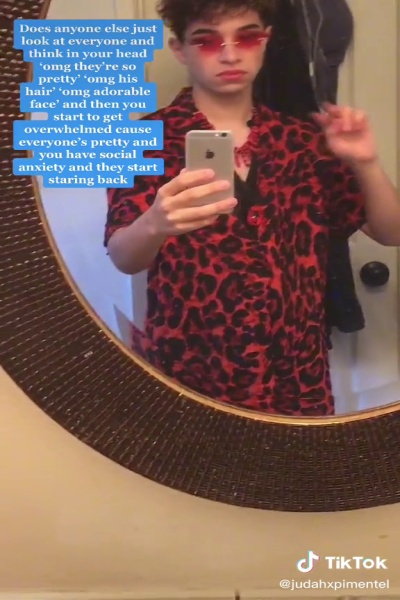 Does anyone else just
look at everyone and
think in your head
‘omg they’re so
pretty’ ‘omg his
hair’ ‘omg adorable
face’ and then you
start to get
overwhelmed cause
everyone’s pretty and
you have social
anxiety and they start
staring back
TikTok
@judahxpimentel